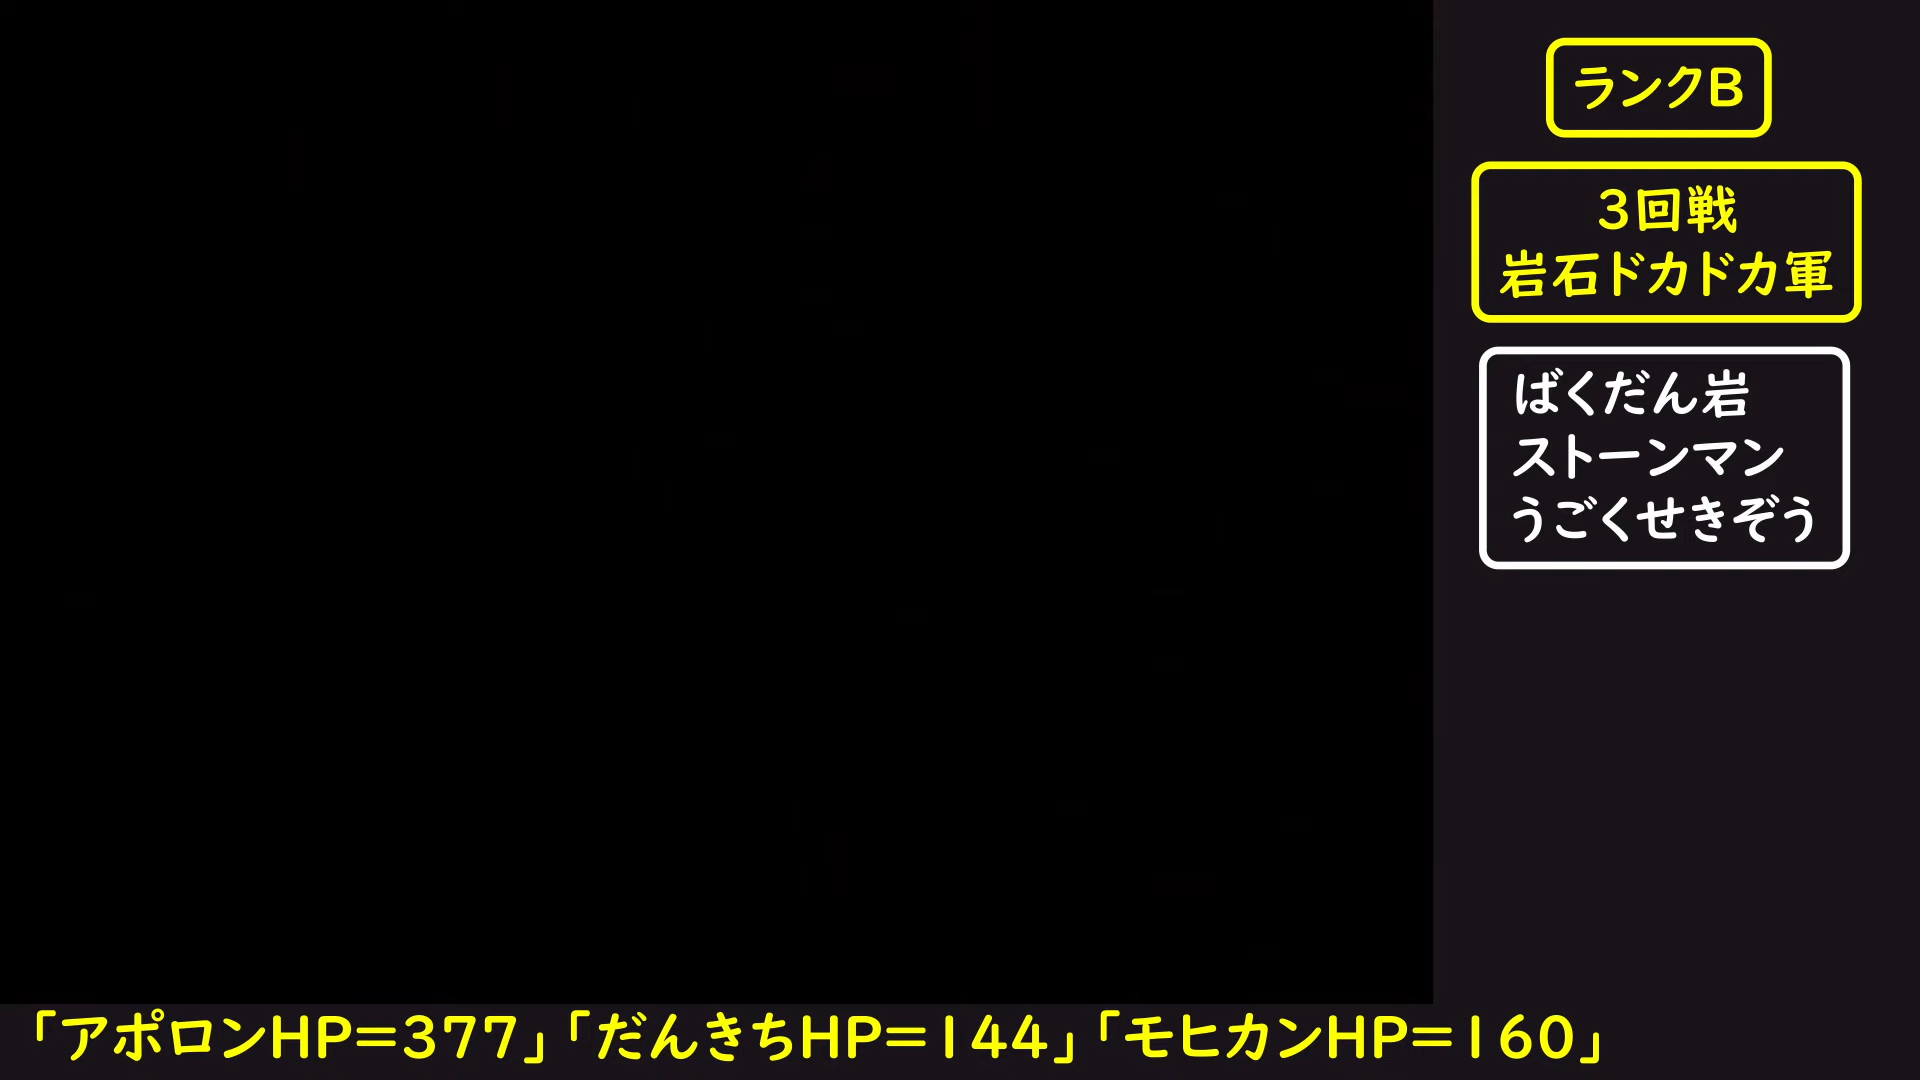 ランクB
3回戦
岩石ドカドカ軍
ばくだん岩
ストーンマン
うごくせきぞう
「アポロンHP=377」「だんきちHP=144」「モヒカンHP=160」